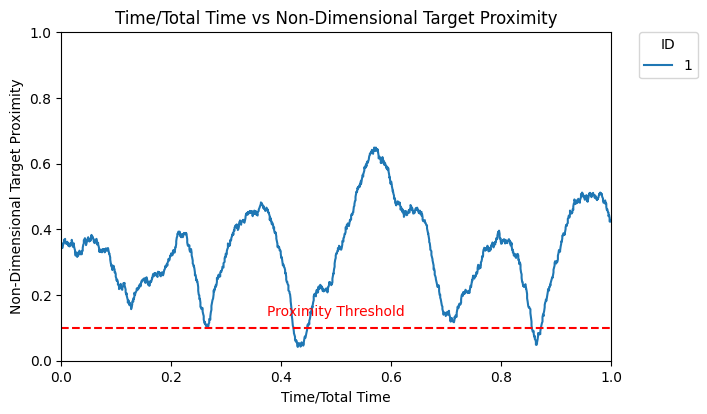 Time/Total Time vs Non-Dimensional Target Proximity
ID
1
Non-Dimensional Target Proximity
1.0
0.8
0.6
0.4
0.2
0.0
Proximity Threshold
0.0 0.2 0.4 0.6 0.8 1.0
Time/Total Time